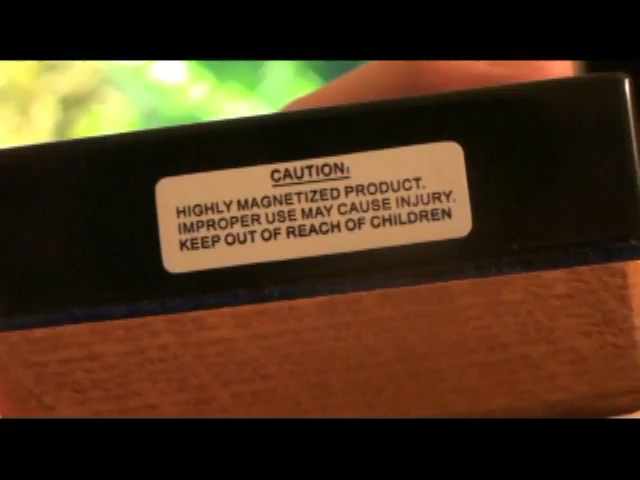 CAUTION:
HIGHLY MAGNETIZED PRODUCT.
IMPROPER USE MAY CAUSE INJURY.
KEEP OUT OF REACH OF CHILDREN